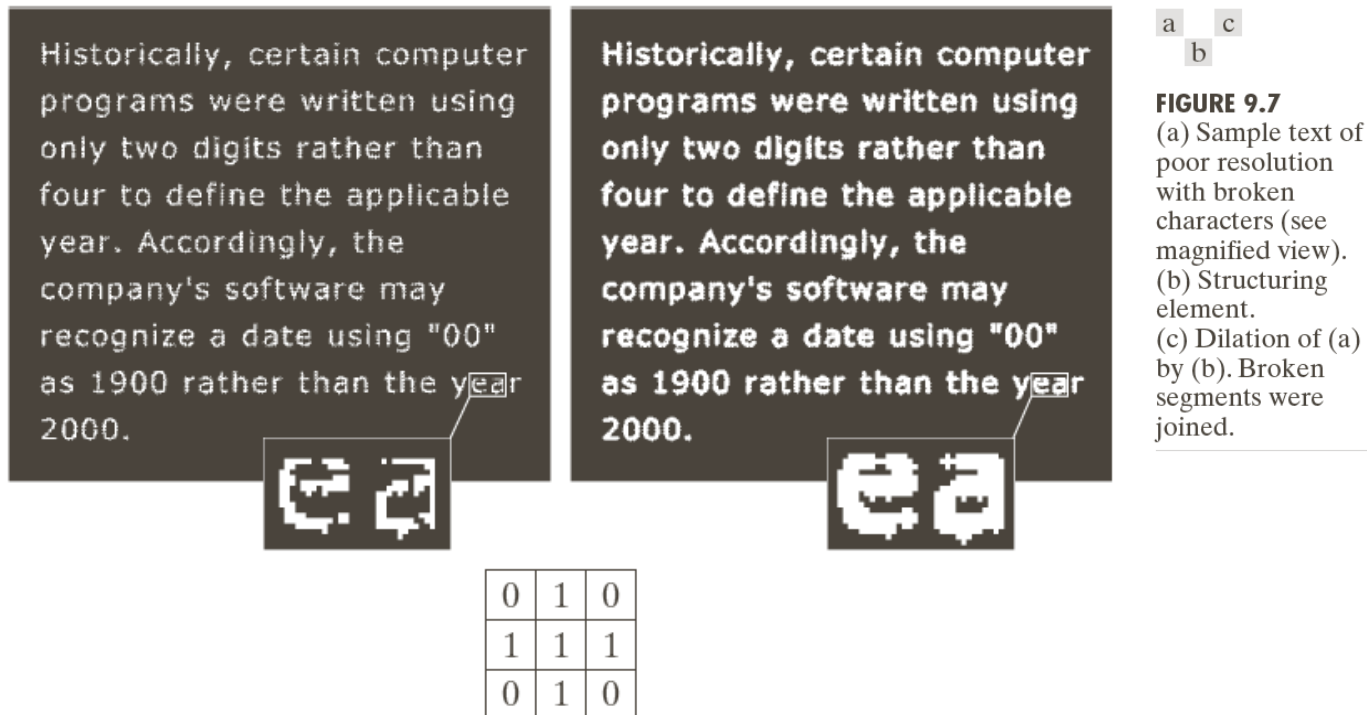 Historically, certain computer
programs were written using
only two digits rather than
four to define the applicable
year. Accordingly, the
company's software may
recognize a date using "00"
as 1900 rather than the year
2000.
e a
Historically, certain computer
programs were written using
only two digits rather than
four to define the applicable
year. Accordingly, the
company's software may
recognize a date using "00"
as 1900 rather than the year
2000.
e a
0 1 0
1 1 1
0 1 0
a c
b
FIGURE 9.7
(a) Sample text of
poor resolution
with broken
characters (see
magnified view).
(b) Structuring
element.
(c) Dilation of (a)
by (b). Broken
segments were
joined.